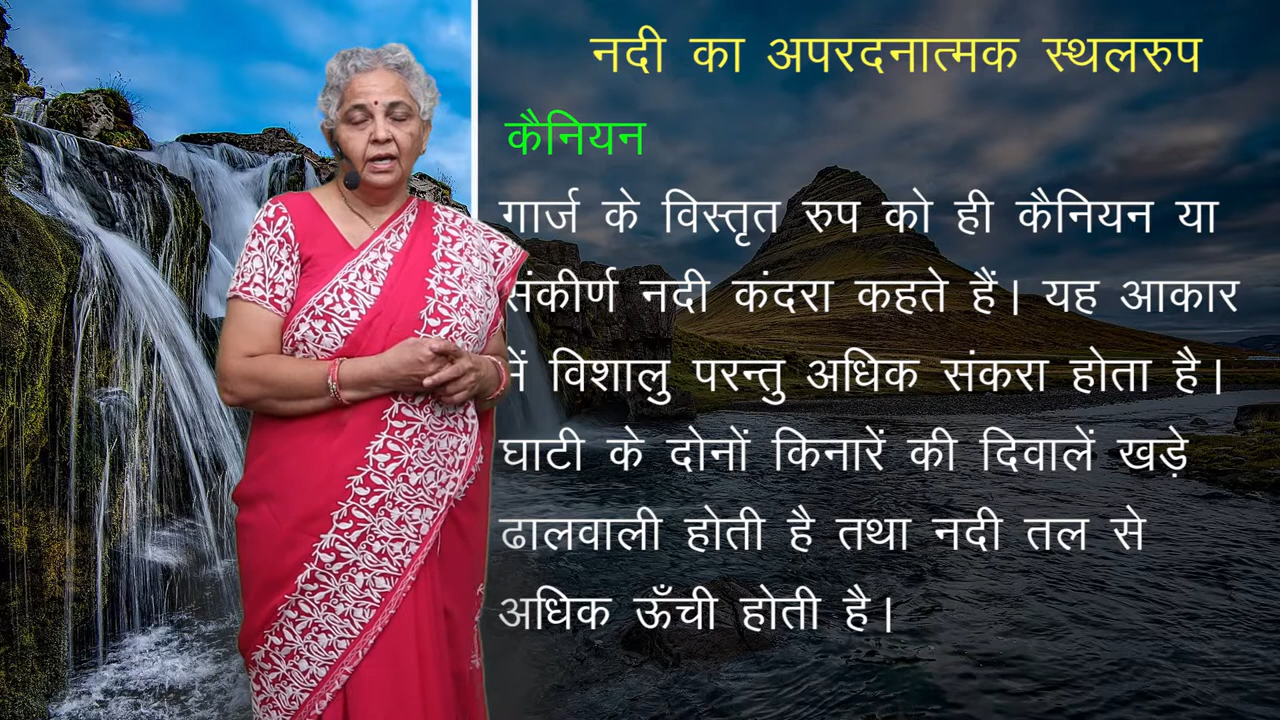 नदी का अपरदनात्मक स्थलरुप
कैनियन
गार्ज के विस्तृत रुप को ही कैनियन या
संकीर्ण नदी कंदरा कहते हैं। यह आकार
में विशालु परन्तु अधिक संकरा होता है।
घाटी के दोनों किनारें की दिवालें खड़े
ढालवाली होती है तथा नदी तल से
अधिक ऊँची होती है।